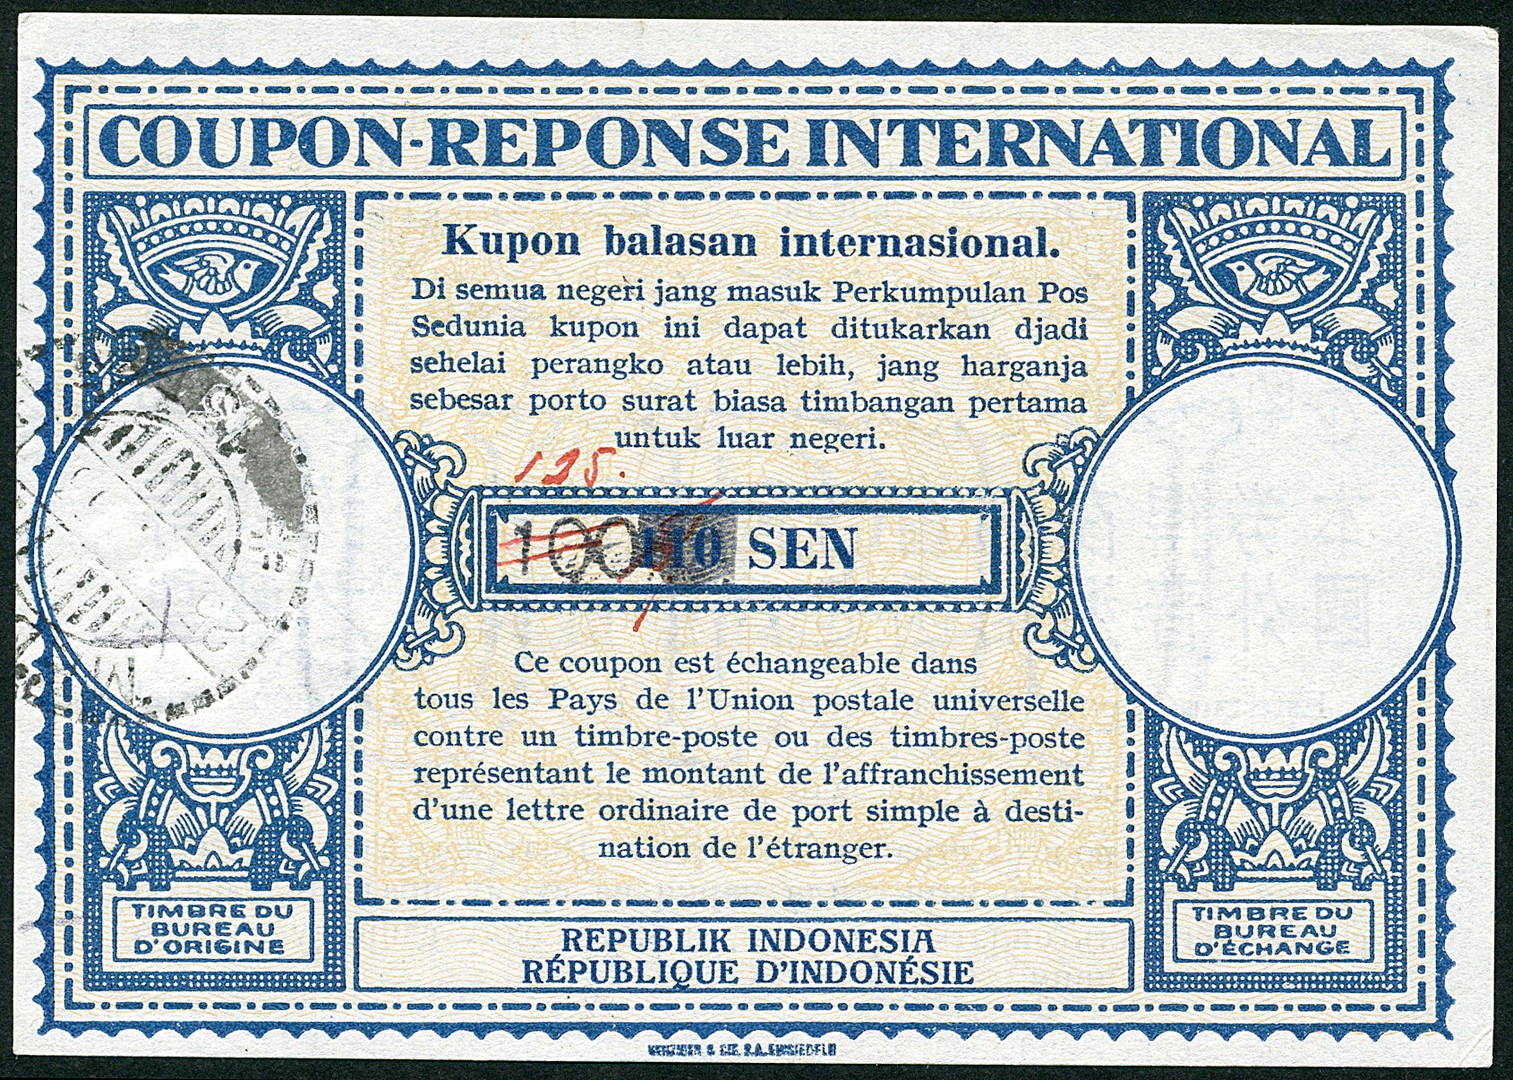 COUPON-REPONSE INTERNATIONAL
Kupon balasan internasional.
Di semua negeri jang masuk Perkumpulan Pos
Sedunia kupon ini dapat ditukarkan djadi
sehelai perangko atau lebih, jang harganja
sebesar porto surat biasa timbangan pertama
untuk luar negeri.
125.
100 110 SEN
Ce coupon est échangeable dans
tous les Pays de l'Union postale universelle
contre un timbre-poste ou des timbres-poste
représentant le montant de l'affranchissement
d'une lettre ordinaire de port simple à desti-
nation de l'étranger.
TIMBRE DU
BUREAU
D'ORIGINE
REPUBLIK INDONESIA
RÉPUBLIQUE D'INDONÉSIE
TIMBRE DU
BUREAU
D'ÉCHANGE